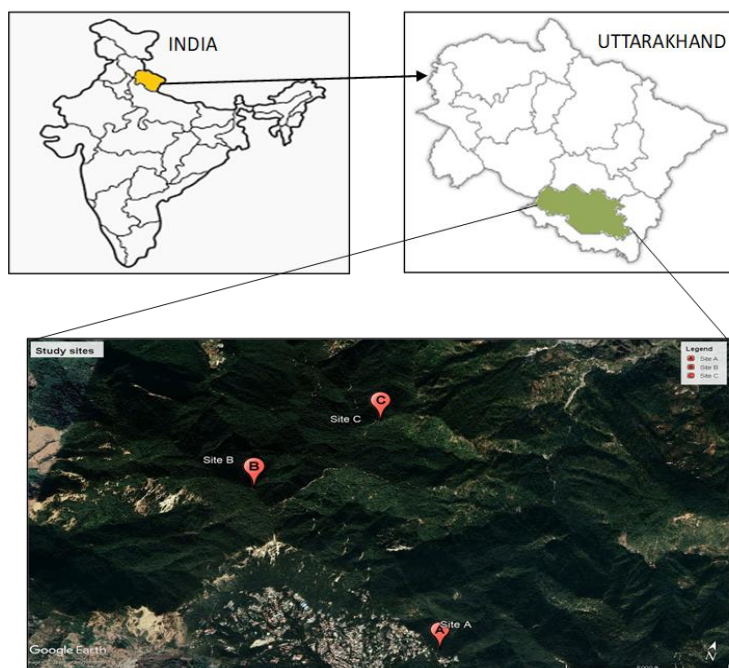 INDIA
UTTARAKHAND
Study sites
Legend
A Site A
B Site B
C Site C
C
Site C
Site B
B
Site A
A
Google Earth